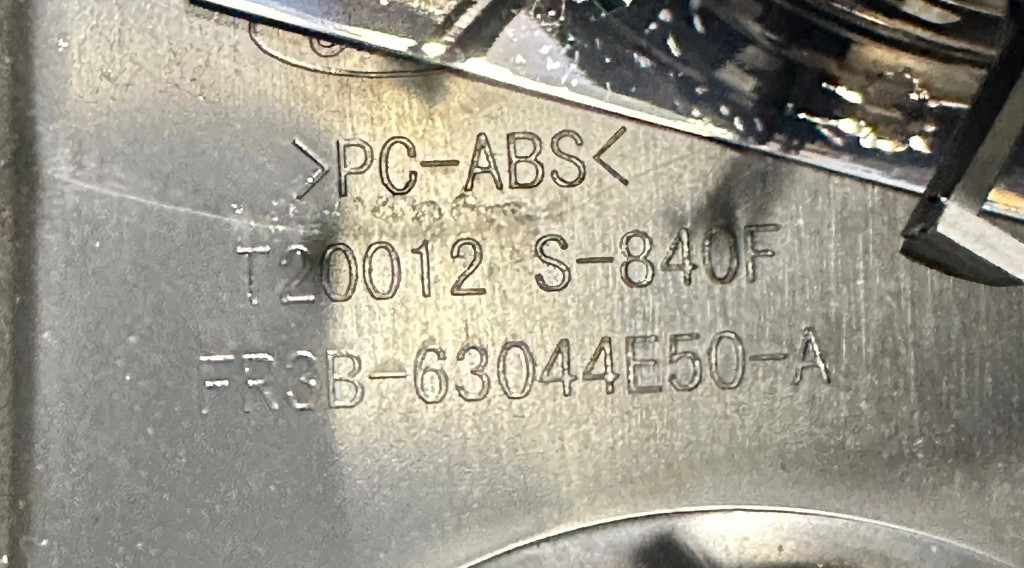 >PC-ABS<
T20012 S-840F
FR3B-63044E50-A